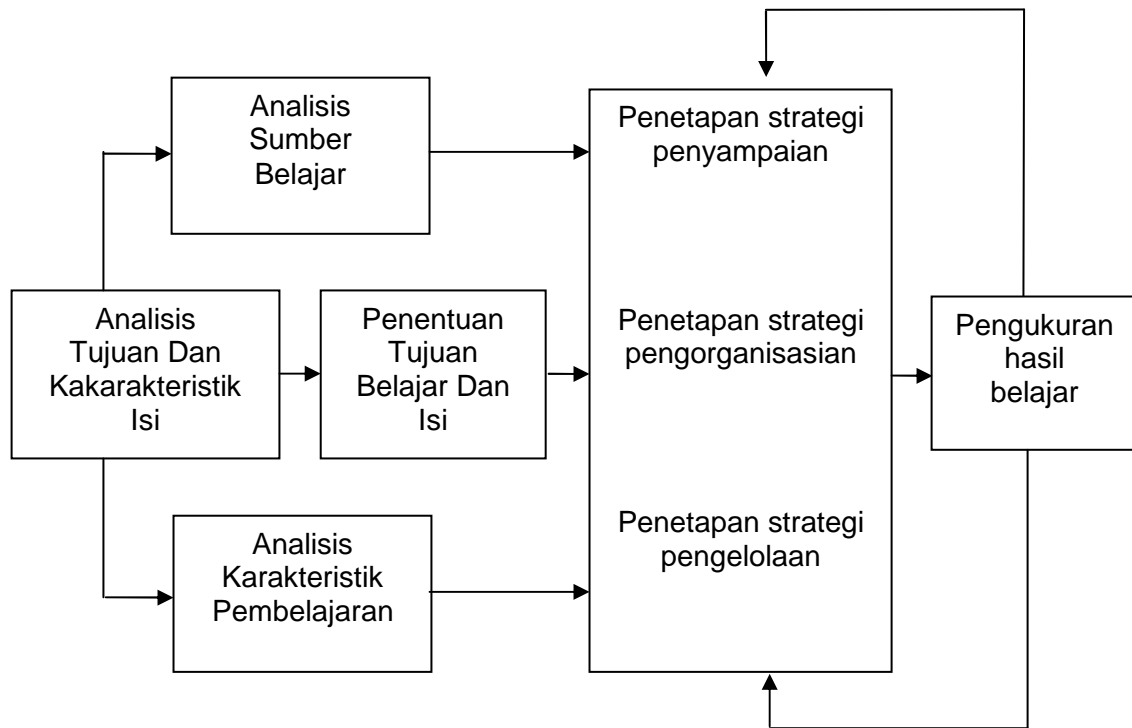 Analisis
Sumber
Belajar
Penetapan strategi
penyampaian
Analisis
Tujuan Dan
Kakarakteristik
Isi
Penentuan
Tujuan
Belajar Dan
Isi
Penetapan strategi
pengorganisasian
Pengukuran
hasil
belajar
Analisis
Karakteristik
Pembelajaran
Penetapan strategi
pengelolaan